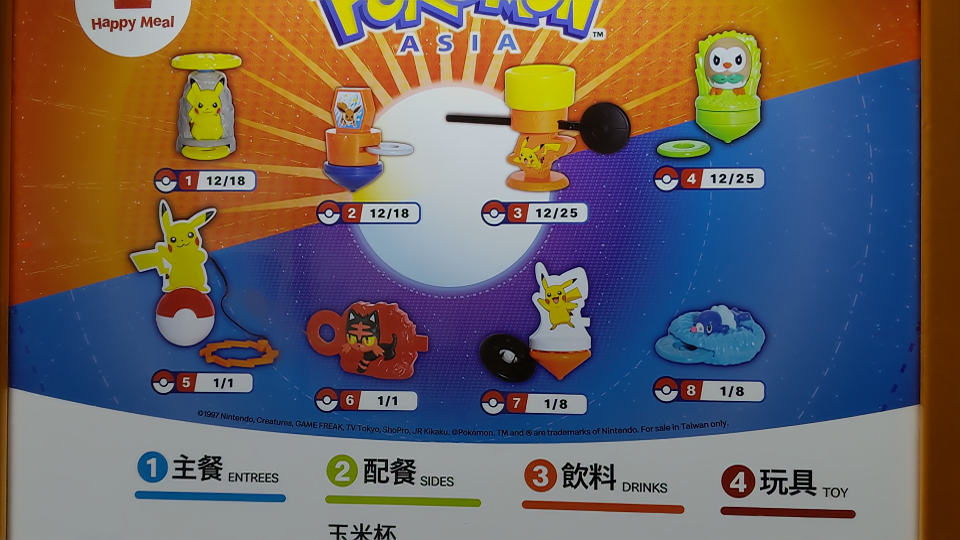 Happy Meal
POKÉMON
ASIA™
1 12/18
2 12/18
3 12/25
4 12/25
5 1/1
6 1/1
7 1/8
8 1/8
©1997 Nintendo, Creatures, GAME FREAK, TV Tokyo, ShoPro, JR Kikaku. ©Pokémon. TM and ® are trademarks of Nintendo. For sale in Taiwan only.
1 主餐 ENTREES
2 配餐 SIDES
3 飲料 DRINKS
4 玩具 TOY
玉米杯